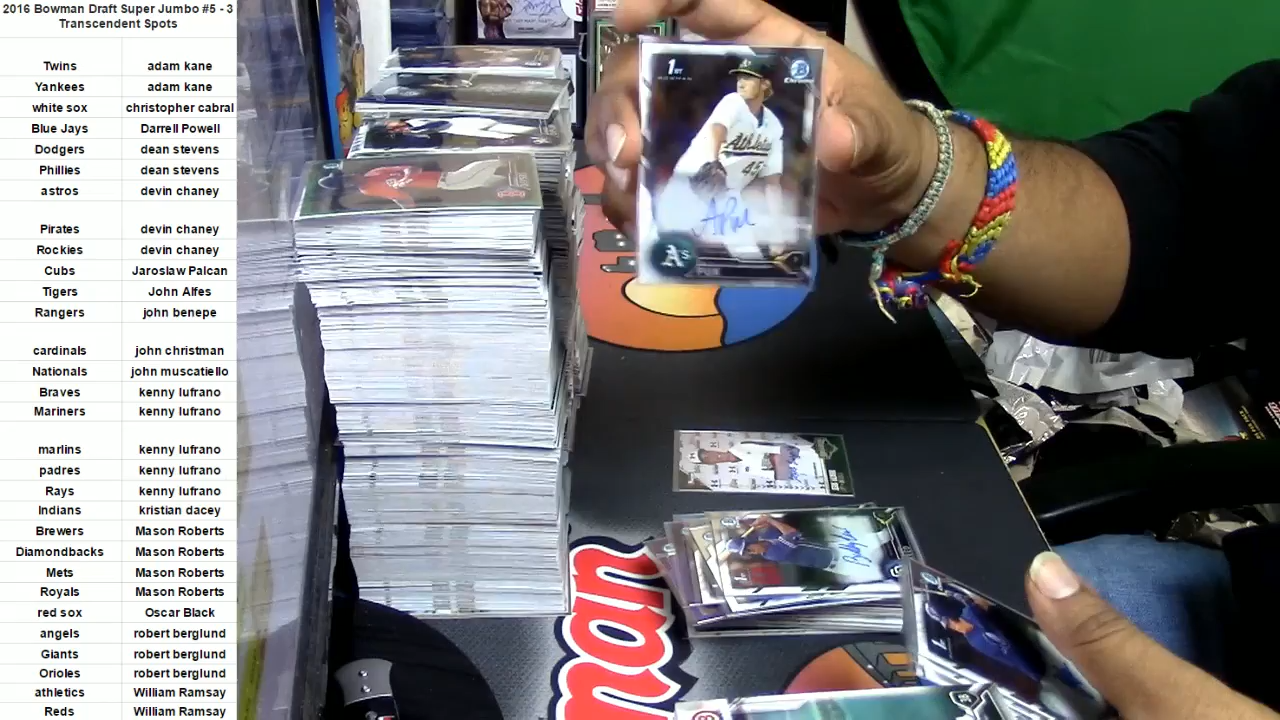 2016 Bowman Draft Super Jumbo #5 - 3
Transcendent Spots
Twins adam kane
Yankees adam kane
white sox christopher cabral
Blue Jays Darrell Powell
Dodgers dean stevens
Phillies dean stevens
astros devin chaney
Pirates devin chaney
Rockies devin chaney
Cubs Jaroslaw Palcan
Tigers John Alfes
Rangers john benepe
cardinals john christman
Nationals john muscatiello
Braves kenny lufrano
Mariners kenny lufrano
marlins kenny lufrano
padres kenny lufrano
Rays kenny lufrano
Indians kristian dacey
Brewers Mason Roberts
Diamondbacks Mason Roberts
Mets Mason Roberts
Royals Mason Roberts
red sox Oscar Black
angels robert berglund
Giants robert berglund
Orioles robert berglund
athletics William Ramsay
Reds William Ramsay
1ST
Chrome
Athletics
45
A's